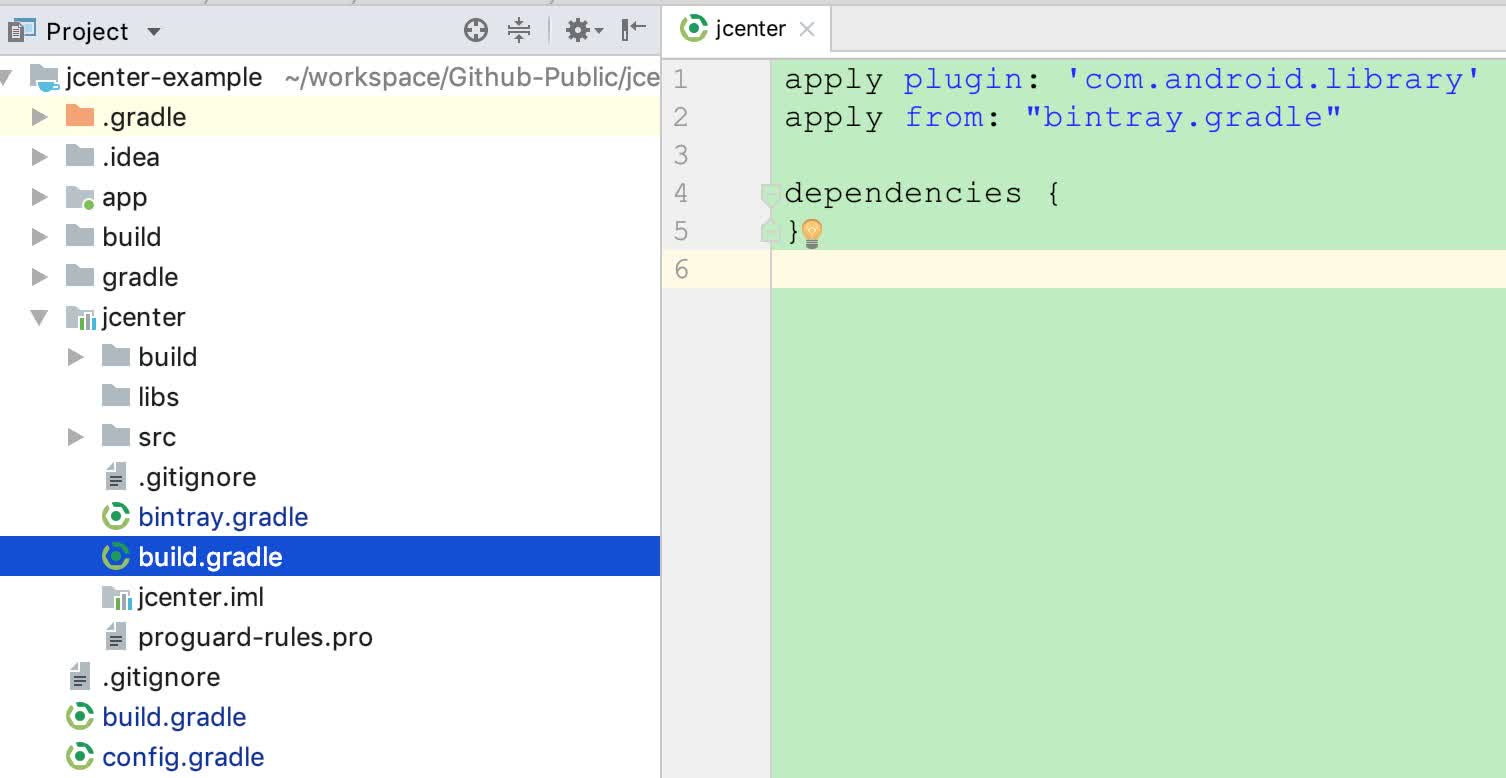 Project
jcenter-example ~/workspace/Github-Public/jce
.gradle
.idea
app
build
gradle
jcenter
build
libs
src
.gitignore
bintray.gradle
build.gradle
jcenter.iml
proguard-rules.pro
.gitignore
build.gradle
config.gradle
jcenter
1 apply plugin: 'com.android.library'
2 apply from: "bintray.gradle"
3
4 dependencies {
5 }
6